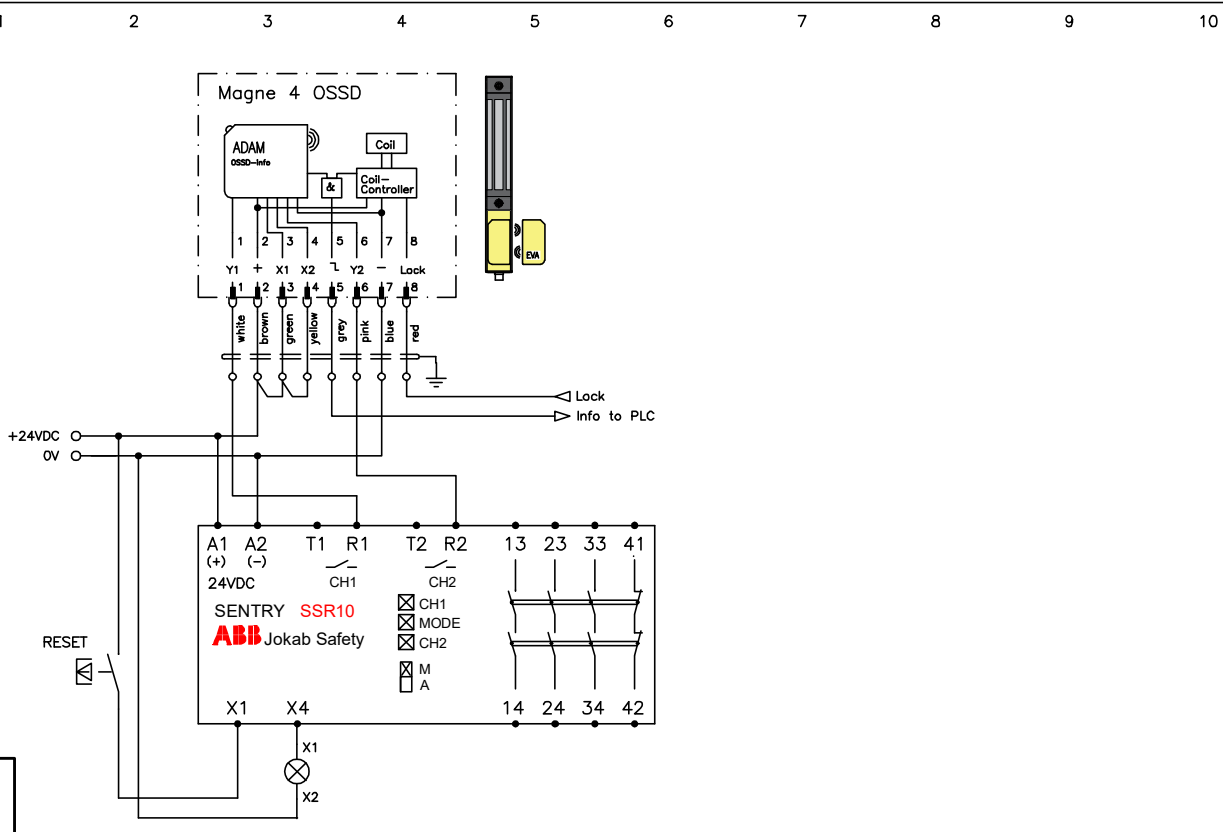 1 2 3 4 5 6 7 8 9 10
Magne 4 OSSD
ADAM
OSSD-Info
Coil
&
Coil-
Controller
1 2 3 4 5 6 7 8
Y1 + X1 X2 Y2 - Lock
1 2 3 4 5 6 7 8
white brown green yellow grey pink blue red
EVA
Lock
Info to PLC
+24VDC
0V
A1 A2 T1 R1 T2 R2 13 23 33 41
(+) (-)
24VDC CH1 CH2
SENTRY SSR10
ABB Jokab Safety
CH1
MODE
CH2
M
A
RESET
X1 X4 14 24 34 42
X1
X2